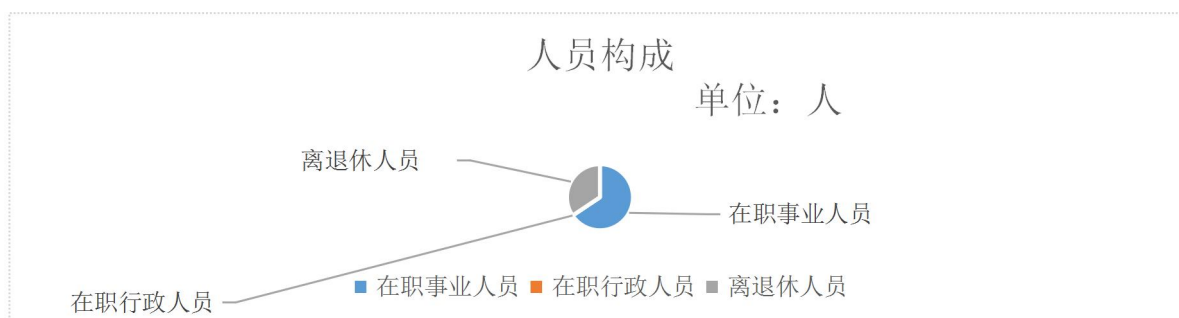 人员构成
单位：人
离退休人员
在职事业人员
在职行政人员
在职事业人员 在职行政人员 离退休人员